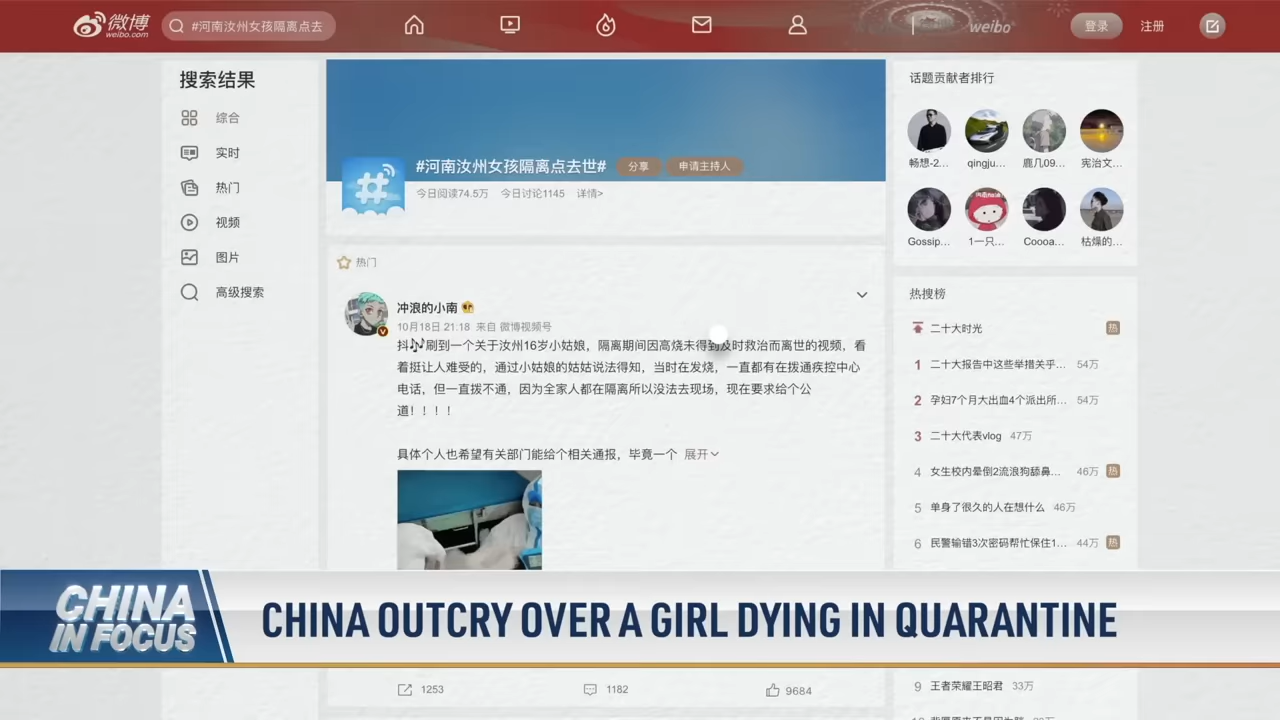 微博
weibo.com
#河南汝州女孩隔离点去
weibo
登录
注册
搜索结果
综合
实时
热门
视频
图片
高级搜索
#河南汝州女孩隔离点去世#
分享
申请主持人
今日阅读74.5万 今日讨论1145 详情>
热门
冲浪的小南
10月18日 21:18 来自 微博视频号
抖🎶刷到一个关于汝州16岁小姑娘，隔离期间因高烧未得到及时救治而离世的视频，看
着挺让人难受的，通过小姑娘的姑姑说法得知，当时在发烧，一直都有在拨通疾控中心
电话，但一直拨不通，因为全家人都在隔离所以没法去现场，现在要求给个公
道！！！！
具体个人也希望有关部门能给个相关通报，毕竟一个 展开
1253
1182
9684
话题贡献者排行
畅想-2...
qingju...
鹿几09...
宪治文...
Gossip...
1一只...
Coooa...
枯燥的...
热搜榜
二十大时光 热
1 二十大报告中这些举措关乎... 54万
2 孕妇7个月大出血4个派出所... 54万
3 二十大代表vlog 47万
4 女生校内晕倒2流浪狗舔鼻... 46万 热
5 单身了很久的人在想什么 46万
6 民警输错3次密码帮忙保住1... 44万 热
9 王者荣耀王昭君 33万
CHINA
IN FOCUS
CHINA OUTCRY OVER A GIRL DYING IN QUARANTINE